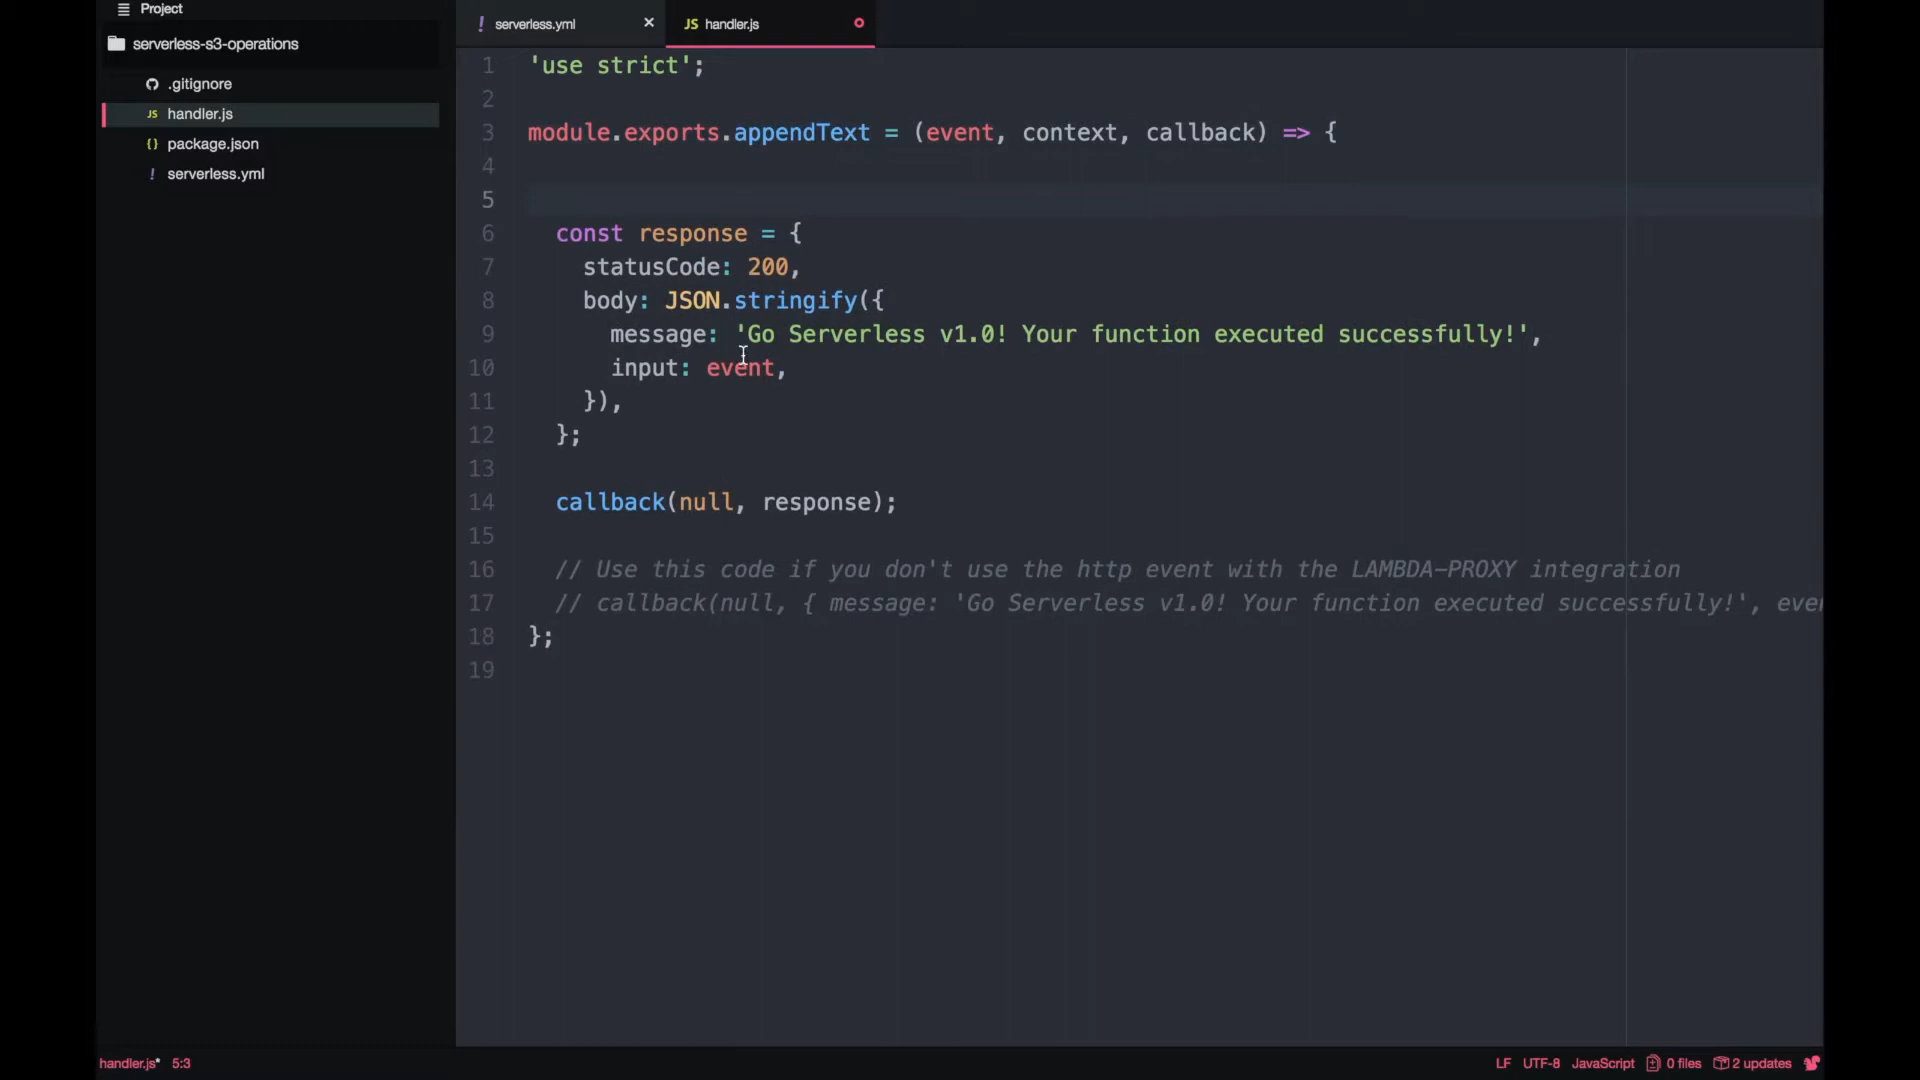 Project
serverless-s3-operations
.gitignore
JS handler.js
{} package.json
! serverless.yml
! serverless.yml ×
JS handler.js
1 'use strict';
2
3 module.exports.appendText = (event, context, callback) => {
4
5
6 const response = {
7 statusCode: 200,
8 body: JSON.stringify({
9 message: 'Go Serverless v1.0! Your function executed successfully!',
10 input: event,
11 }),
12 };
13
14 callback(null, response);
15
16 // Use this code if you don't use the http event with the LAMBDA-PROXY integration
17 // callback(null, { message: 'Go Serverless v1.0! Your function executed successfully!',
18 };
19
handler.js* 5:3
LF UTF-8 JavaScript 0 files 2 updates